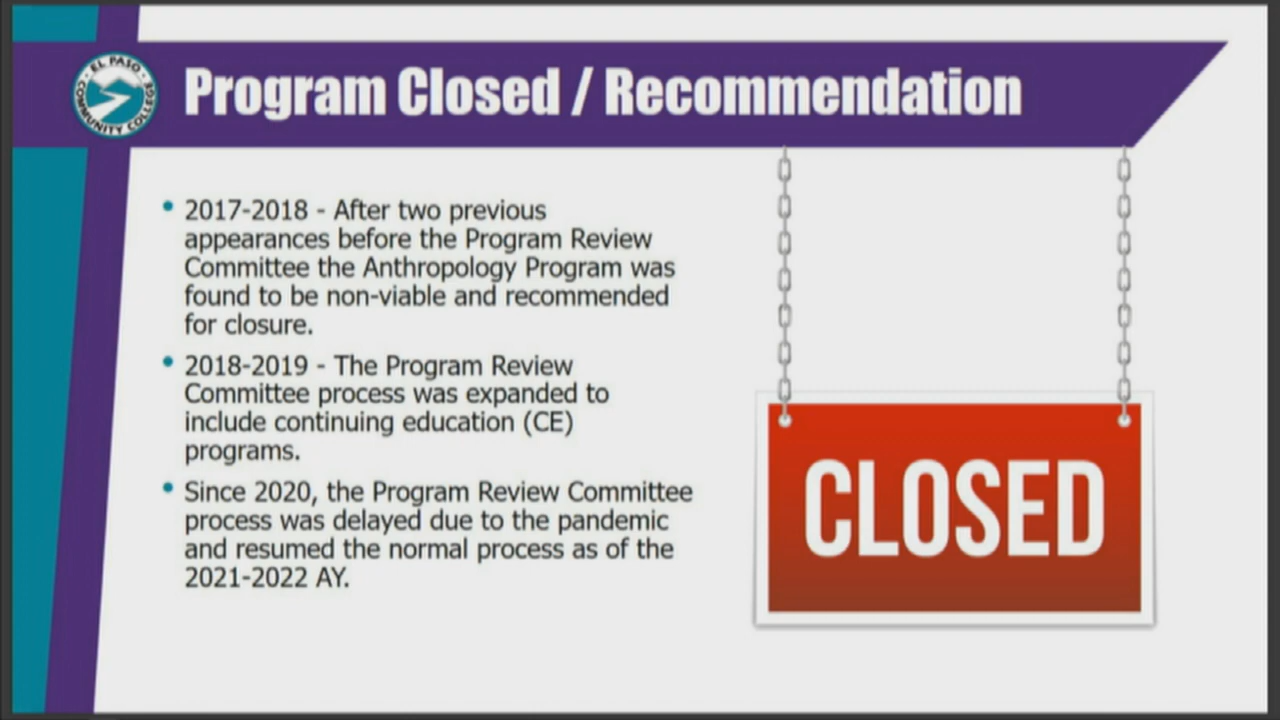 EL PASO
COMMUNITY COLLEGE
Program Closed / Recommendation
• 2017-2018 - After two previous
appearances before the Program Review
Committee the Anthropology Program was
found to be non-viable and recommended
for closure.
• 2018-2019 - The Program Review
Committee process was expanded to
include continuing education (CE)
programs.
• Since 2020, the Program Review Committee
process was delayed due to the pandemic
and resumed the normal process as of the
2021-2022 AY.
CLOSED